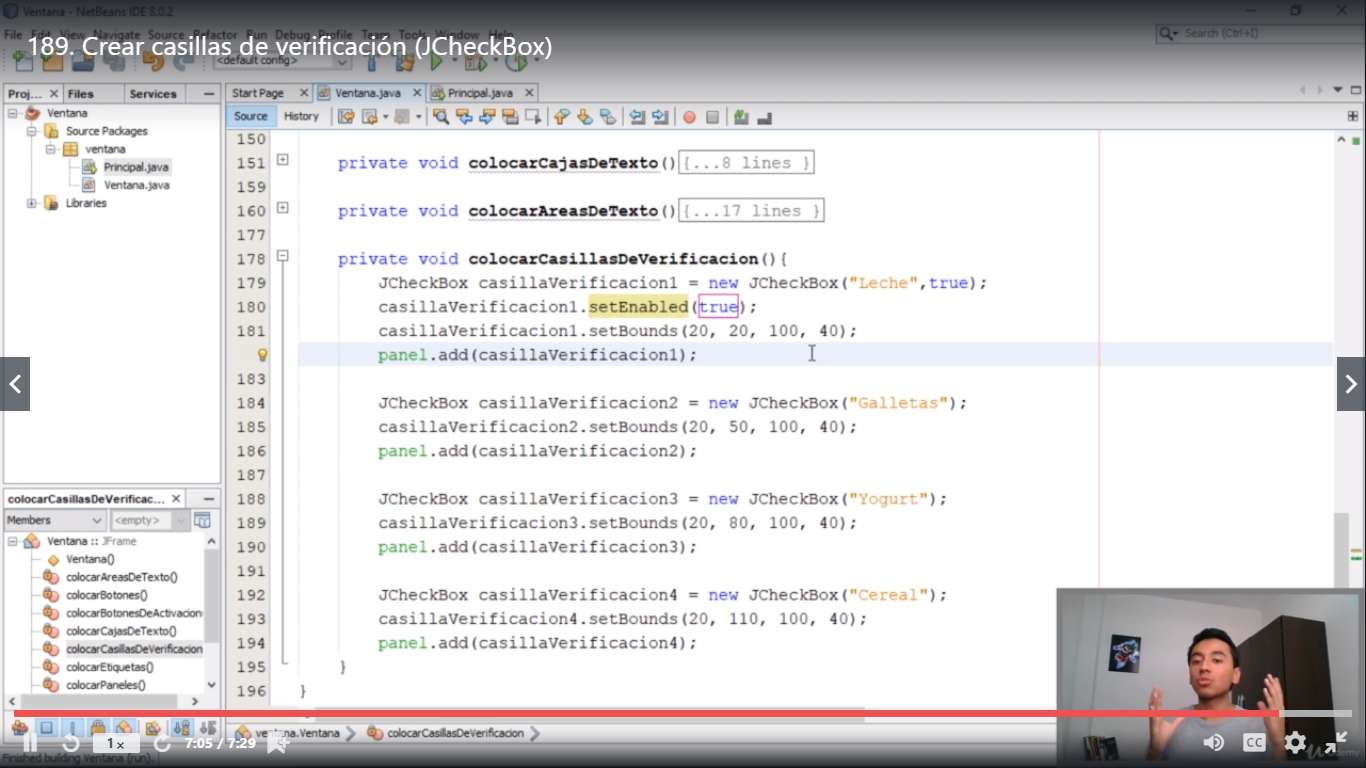 Ventana - NetBeans IDE 8.0.2
File Edit View Navigate Source Refactor Run Debug Profile Team Tools Window Help
Search (Ctrl+I)
189. Crear casillas de verificación (JCheckBox)
<default config>
Proj... Files Services
Start Page Ventana.java Principal.java
Source History
Ventana
Source Packages
ventana
Principal.java
Ventana.java
Libraries
150
151 private void colocarCajasDeTexto(){...8 lines }
159
160 private void colocarAreasDeTexto(){...17 lines }
177
178 private void colocarCasillasDeVerificacion(){
179 JCheckBox casillaVerificacion1 = new JCheckBox("Leche",true);
180 casillaVerificacion1.setEnabled(true);
181 casillaVerificacion1.setBounds(20, 20, 100, 40);
panel.add(casillaVerificacion1);
183
184 JCheckBox casillaVerificacion2 = new JCheckBox("Galletas");
185 casillaVerificacion2.setBounds(20, 50, 100, 40);
186 panel.add(casillaVerificacion2);
187
188 JCheckBox casillaVerificacion3 = new JCheckBox("Yogurt");
189 casillaVerificacion3.setBounds(20, 80, 100, 40);
190 panel.add(casillaVerificacion3);
191
192 JCheckBox casillaVerificacion4 = new JCheckBox("Cereal");
193 casillaVerificacion4.setBounds(20, 110, 100, 40);
194 panel.add(casillaVerificacion4);
195 }
196 }
colocarCasillasDeVerificac...
Members <empty>
Ventana :: JFrame
Ventana()
colocarAreasDeTexto()
colocarBotones()
colocarBotonesDeActivacion
colocarCajasDeTexto()
colocarCasillasDeVerificacion
colocarEtiquetas()
colocarPaneles()
ventana.Ventana colocarCasillasDeVerificacion
1x 7:05 / 7:29 CC
Finished building Ventana (run).